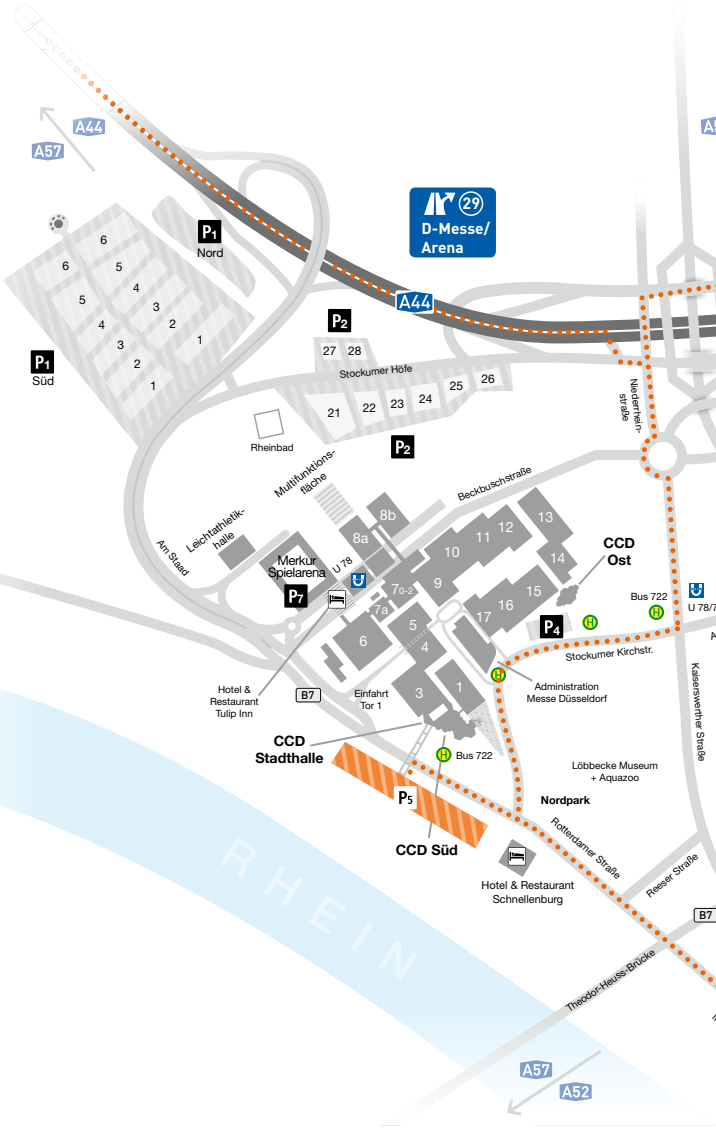 A44
A57
A5
29
D-Messe/
Arena
P1
Nord
6
6
5
5
4
4
3
3
2
2
1
1
P1
Süd
A44
P2
27
28
Stockumer Höfe
21
22
23
24
25
26
P2
Rheinbad
Niederrhein-
straße
Multifunktions-
fläche
Beckbuschstraße
Leichtathletik-
halle
Am Staad
Merkur
Spielarena
P7
U 78
U
8a
8b
70-2
7a
9
10
11
12
13
14
15
16
17
6
5
4
3
1
CCD
Ost
P4
H
Bus 722
H
U
U 78/7
Stockumer Kirchstr.
A
Kaiserswerther Straße
H
Administration
Messe Düsseldorf
Hotel &
Restaurant
Tulip Inn
B7
Einfahrt
Tor 1
CCD
Stadthalle
H
Bus 722
P5
CCD Süd
Löbbecke Museum
+ Aquazoo
Nordpark
Rotterdamer Straße
Reeser Straße
Hotel & Restaurant
Schnellenburg
B7
RHEIN
Theodor-Heuss-Brücke
A57
A52